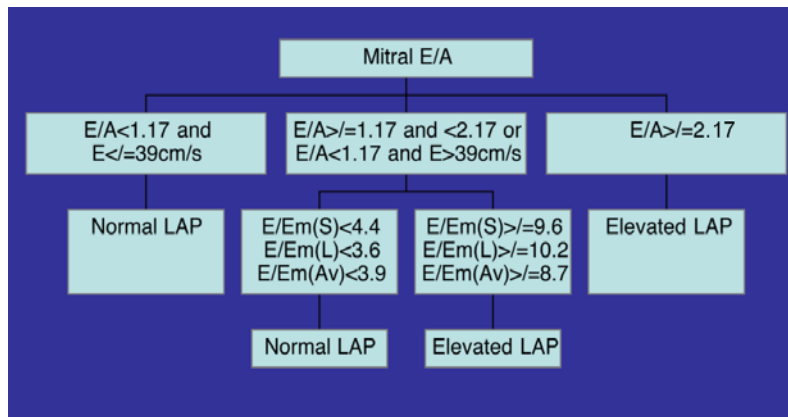 Mitral E/A
E/A<1.17 and
E</=39cm/s
E/A>/=1.17 and <2.17 or
E/A<1.17 and E>39cm/s
E/A>/=2.17
Normal LAP
E/Em(S)<4.4
E/Em(L)<3.6
E/Em(Av)<3.9
E/Em(S)>/=9.6
E/Em(L)>/=10.2
E/Em(Av)>/=8.7
Elevated LAP
Normal LAP
Elevated LAP